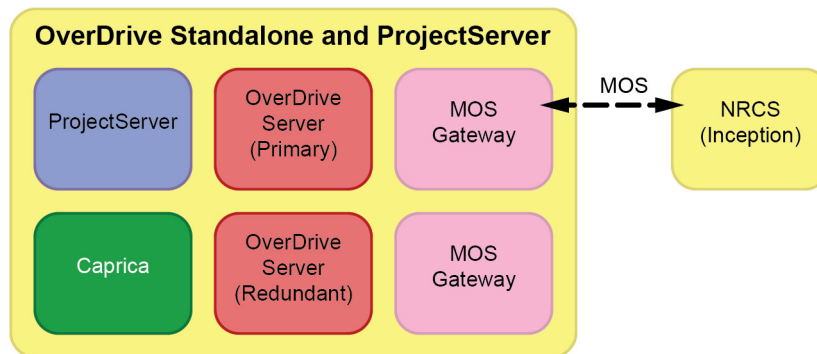 OverDrive Standalone and ProjectServer
ProjectServer
OverDrive
Server
(Primary)
MOS
Gateway
MOS
NRCS
(Inception)
Caprica
OverDrive
Server
(Redundant)
MOS
Gateway